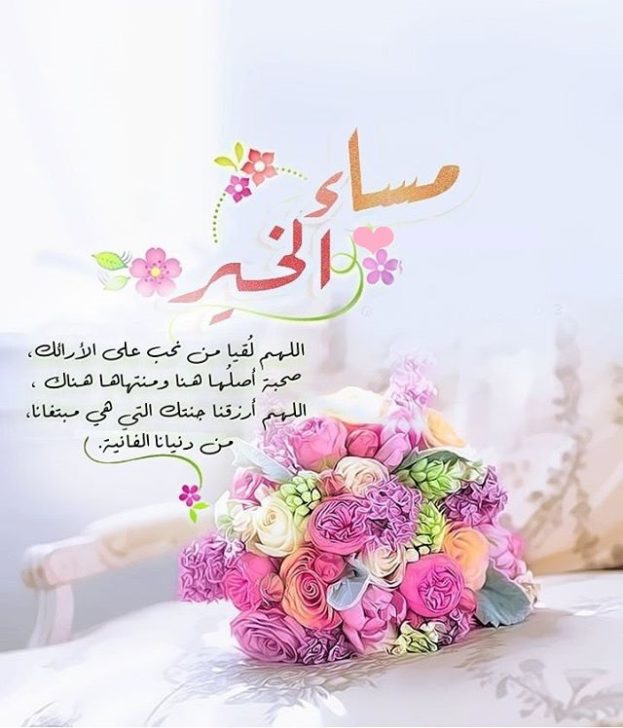 مساء
الخير
اللهم لُقيا من نحب على الأرائك،
صحبة أصلُها هنا ومنتهاها هناك ،
اللهم أرزقنا جنتك التي هي مبتغانا،
من دنيانا الفانية.